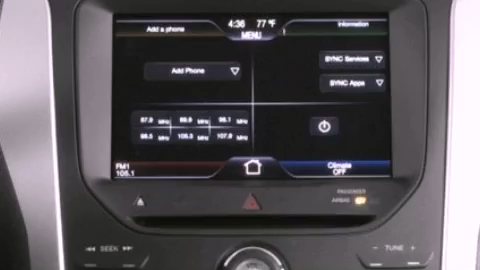 Add a phone
4:36 77 °F
Information
MENU
Add Phone
SYNC Services
SYNC Apps
87.9 MHz 89.9 MHz 98.1 MHz
98.5 MHz 105.3 MHz 107.9 MHz
FM1
105.1
Climate
OFF
PASSENGER
AIRBAG
SEEK
- TUNE +